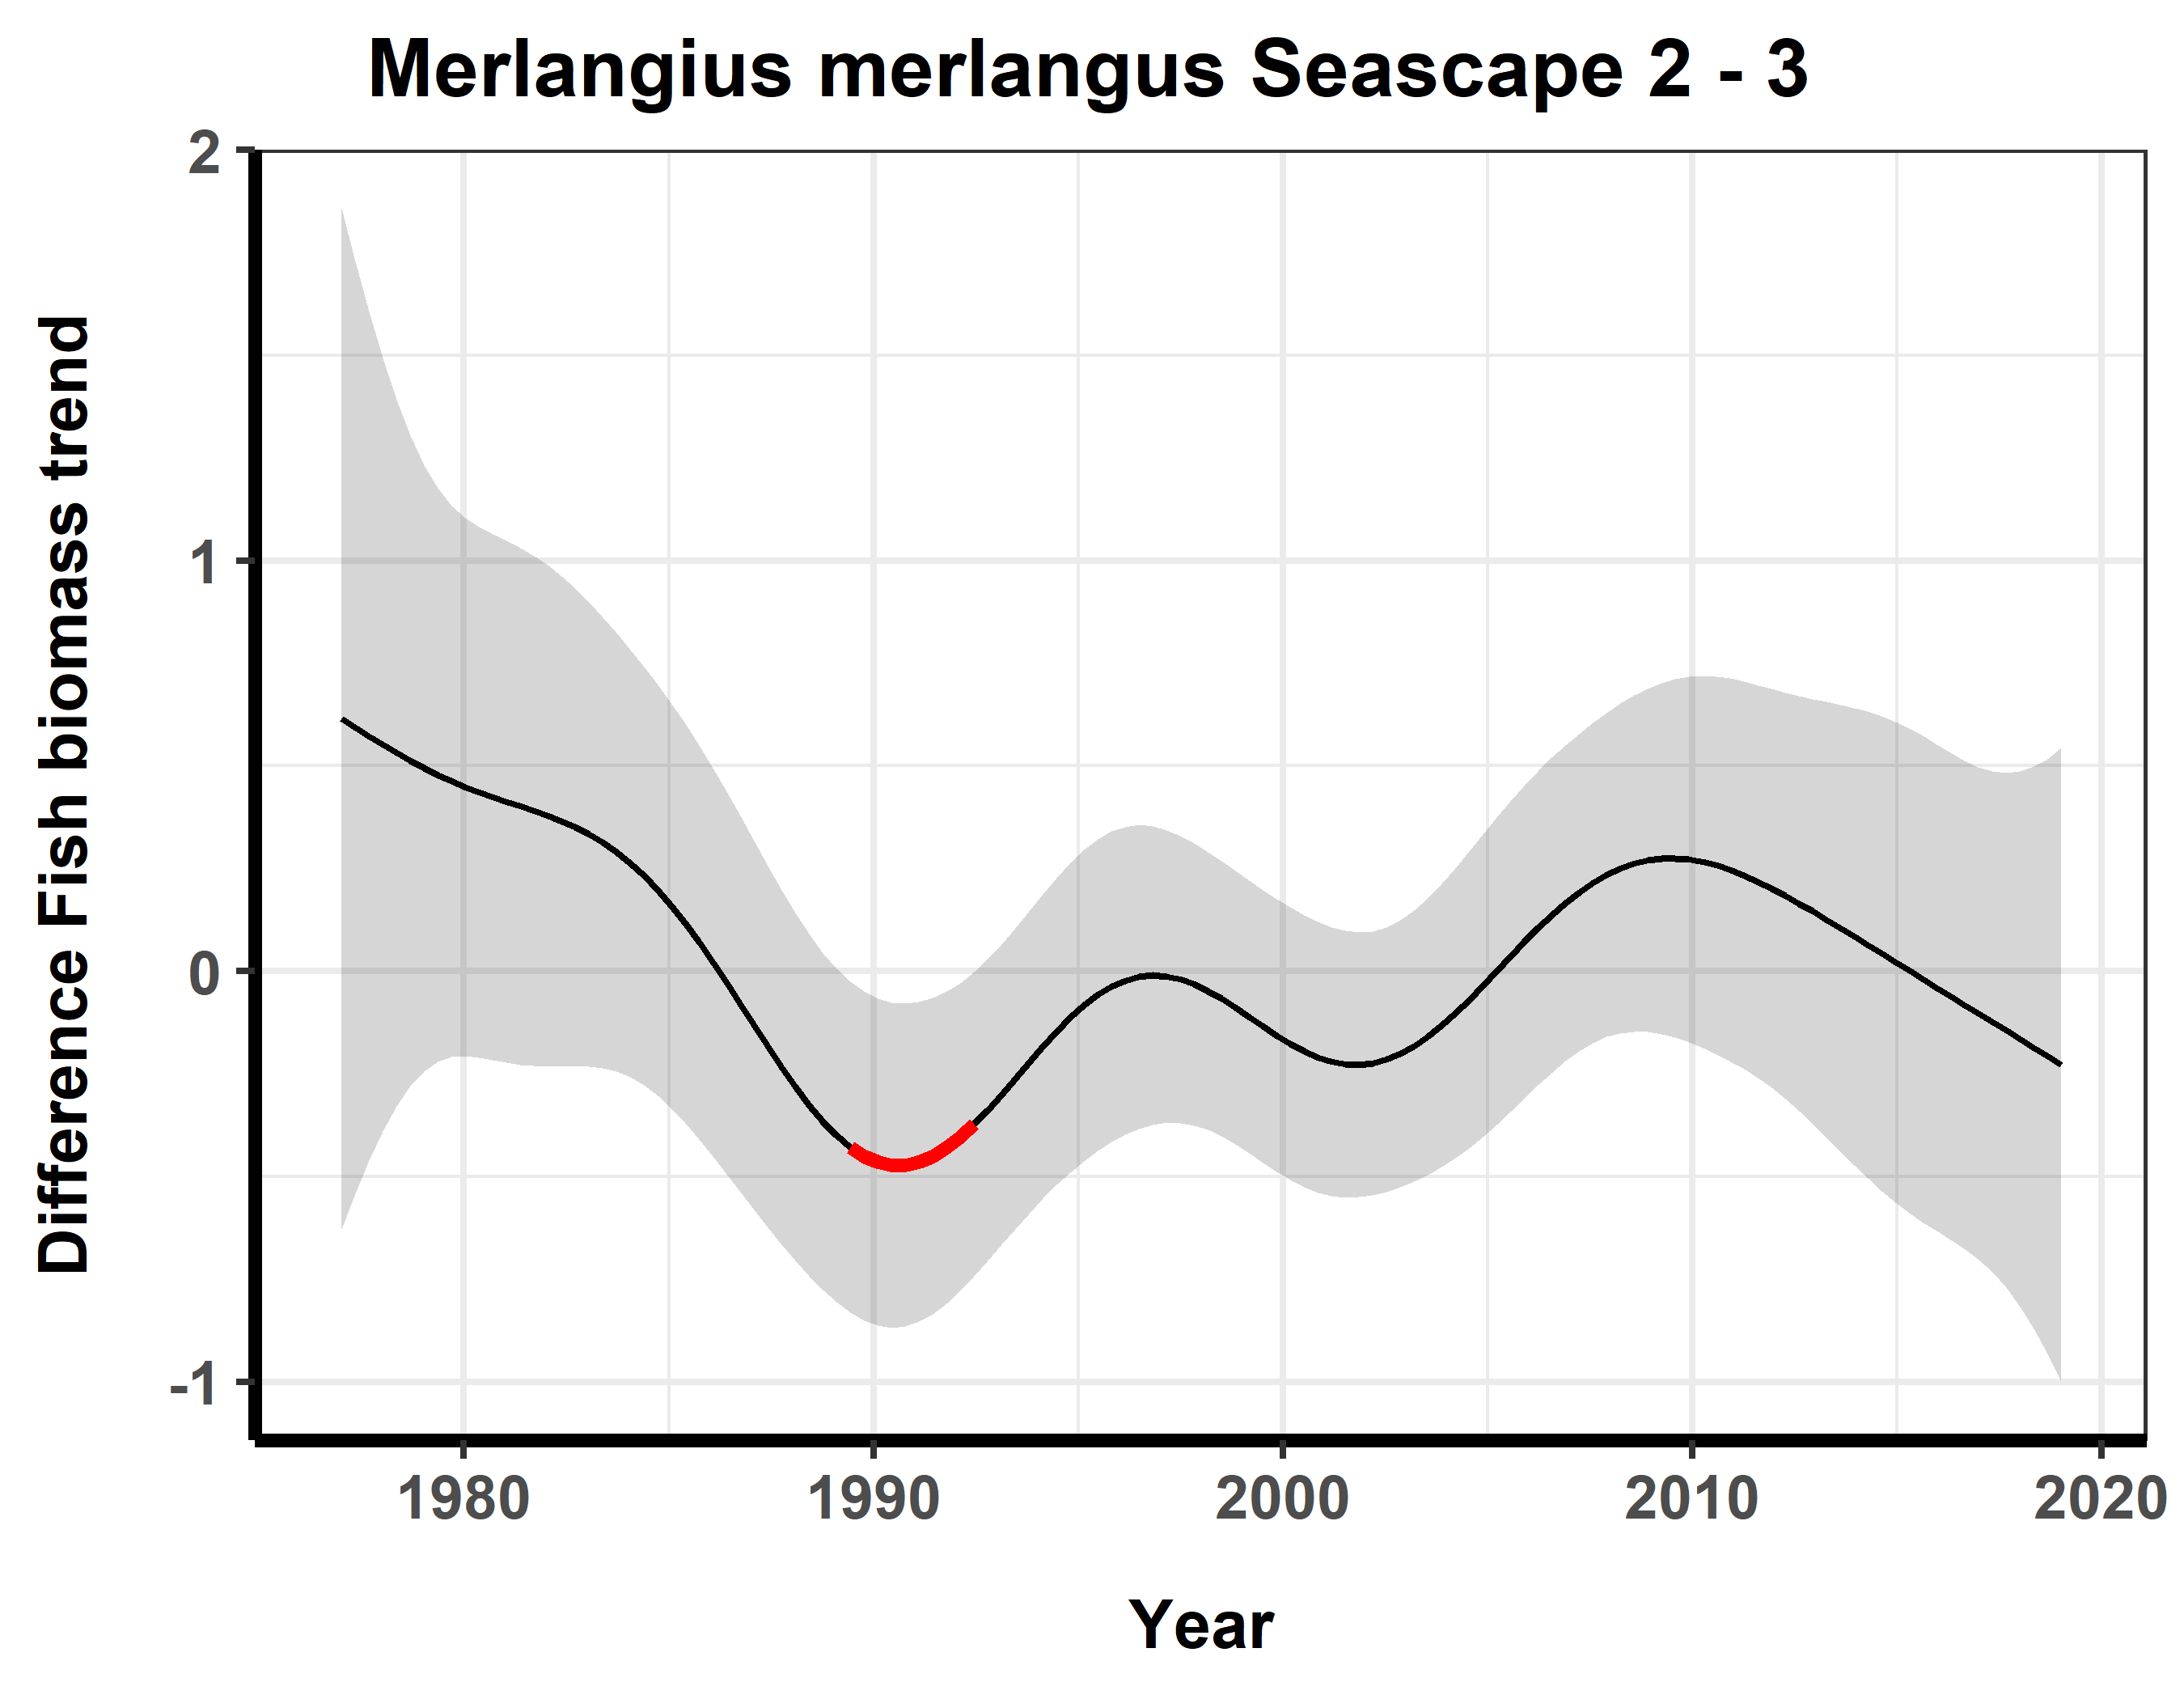 Merlangius merlangus Seascape 2 - 3
Difference Fish biomass trend
2
1
0
-1
1980 1990 2000 2010 2020
Year